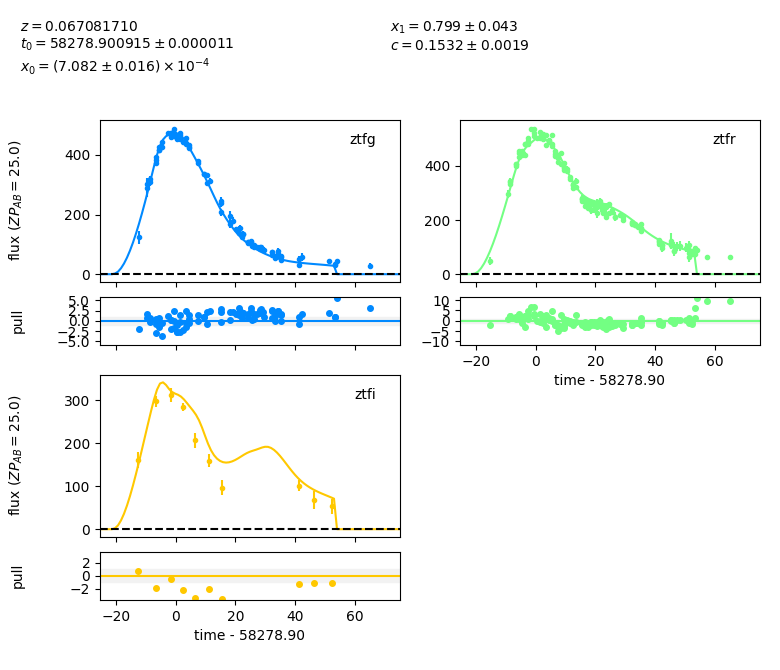 z = 0.067081710
t₀ = 58278.900915 ± 0.000011
x₀ = (7.082 ± 0.016) × 10⁻⁴
x₁ = 0.799 ± 0.043
c = 0.1532 ± 0.0019
ztfg
flux (ZP_AB = 25.0)
400
200
0
ztfr
400
200
0
pull
5.0
2.5
0.0
−2.5
−5.0
10
5
0
−5
−10
−20 0 20 40 60
time - 58278.90
ztfi
flux (ZP_AB = 25.0)
300
200
100
0
pull
2
0
−2
−20 0 20 40 60
time - 58278.90